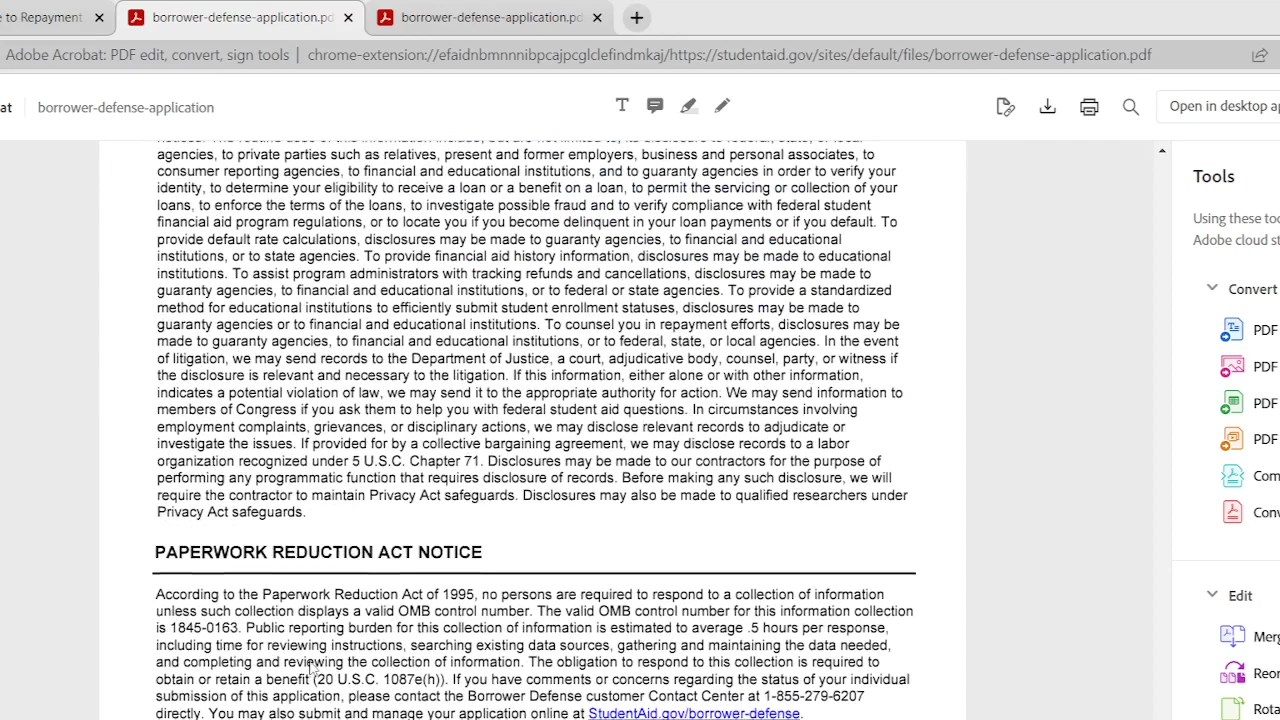 e to Repayment
borrower-defense-application.pd
borrower-defense-application.pd
Adobe Acrobat: PDF edit, convert, sign tools | chrome-extension://efaidnbmnnnibpcajpcglclefindmkaj/https://studentaid.gov/sites/default/files/borrower-defense-application.pdf
at
borrower-defense-application
Open in desktop ap
agencies, to private parties such as relatives, present and former employers, business and personal associates, to
consumer reporting agencies, to financial and educational institutions, and to guaranty agencies in order to verify your
identity, to determine your eligibility to receive a loan or a benefit on a loan, to permit the servicing or collection of your
loans, to enforce the terms of the loans, to investigate possible fraud and to verify compliance with federal student
financial aid program regulations, or to locate you if you become delinquent in your loan payments or if you default. To
provide default rate calculations, disclosures may be made to guaranty agencies, to financial and educational
institutions, or to state agencies. To provide financial aid history information, disclosures may be made to educational
institutions. To assist program administrators with tracking refunds and cancellations, disclosures may be made to
guaranty agencies, to financial and educational institutions, or to federal or state agencies. To provide a standardized
method for educational institutions to efficiently submit student enrollment statuses, disclosures may be made to
guaranty agencies or to financial and educational institutions. To counsel you in repayment efforts, disclosures may be
made to guaranty agencies, to financial and educational institutions, or to federal, state, or local agencies. In the event
of litigation, we may send records to the Department of Justice, a court, adjudicative body, counsel, party, or witness if
the disclosure is relevant and necessary to the litigation. If this information, either alone or with other information,
indicates a potential violation of law, we may send it to the appropriate authority for action. We may send information to
members of Congress if you ask them to help you with federal student aid questions. In circumstances involving
employment complaints, grievances, or disciplinary actions, we may disclose relevant records to adjudicate or
investigate the issues. If provided for by a collective bargaining agreement, we may disclose records to a labor
organization recognized under 5 U.S.C. Chapter 71. Disclosures may be made to our contractors for the purpose of
performing any programmatic function that requires disclosure of records. Before making any such disclosure, we will
require the contractor to maintain Privacy Act safeguards. Disclosures may also be made to qualified researchers under
Privacy Act safeguards.
PAPERWORK REDUCTION ACT NOTICE
According to the Paperwork Reduction Act of 1995, no persons are required to respond to a collection of information
unless such collection displays a valid OMB control number. The valid OMB control number for this information collection
is 1845-0163. Public reporting burden for this collection of information is estimated to average .5 hours per response,
including time for reviewing instructions, searching existing data sources, gathering and maintaining the data needed,
and completing and reviewing the collection of information. The obligation to respond to this collection is required to
obtain or retain a benefit (20 U.S.C. 1087e(h)). If you have comments or concerns regarding the status of your individual
submission of this application, please contact the Borrower Defense customer Contact Center at 1-855-279-6207
directly. You may also submit and manage your application online at StudentAid.gov/borrower-defense.
Tools
Using these too
Adobe cloud st
Convert
PDF
PDF
PDF
PDF
Com
Conv
Edit
Merg
Reor
Rota